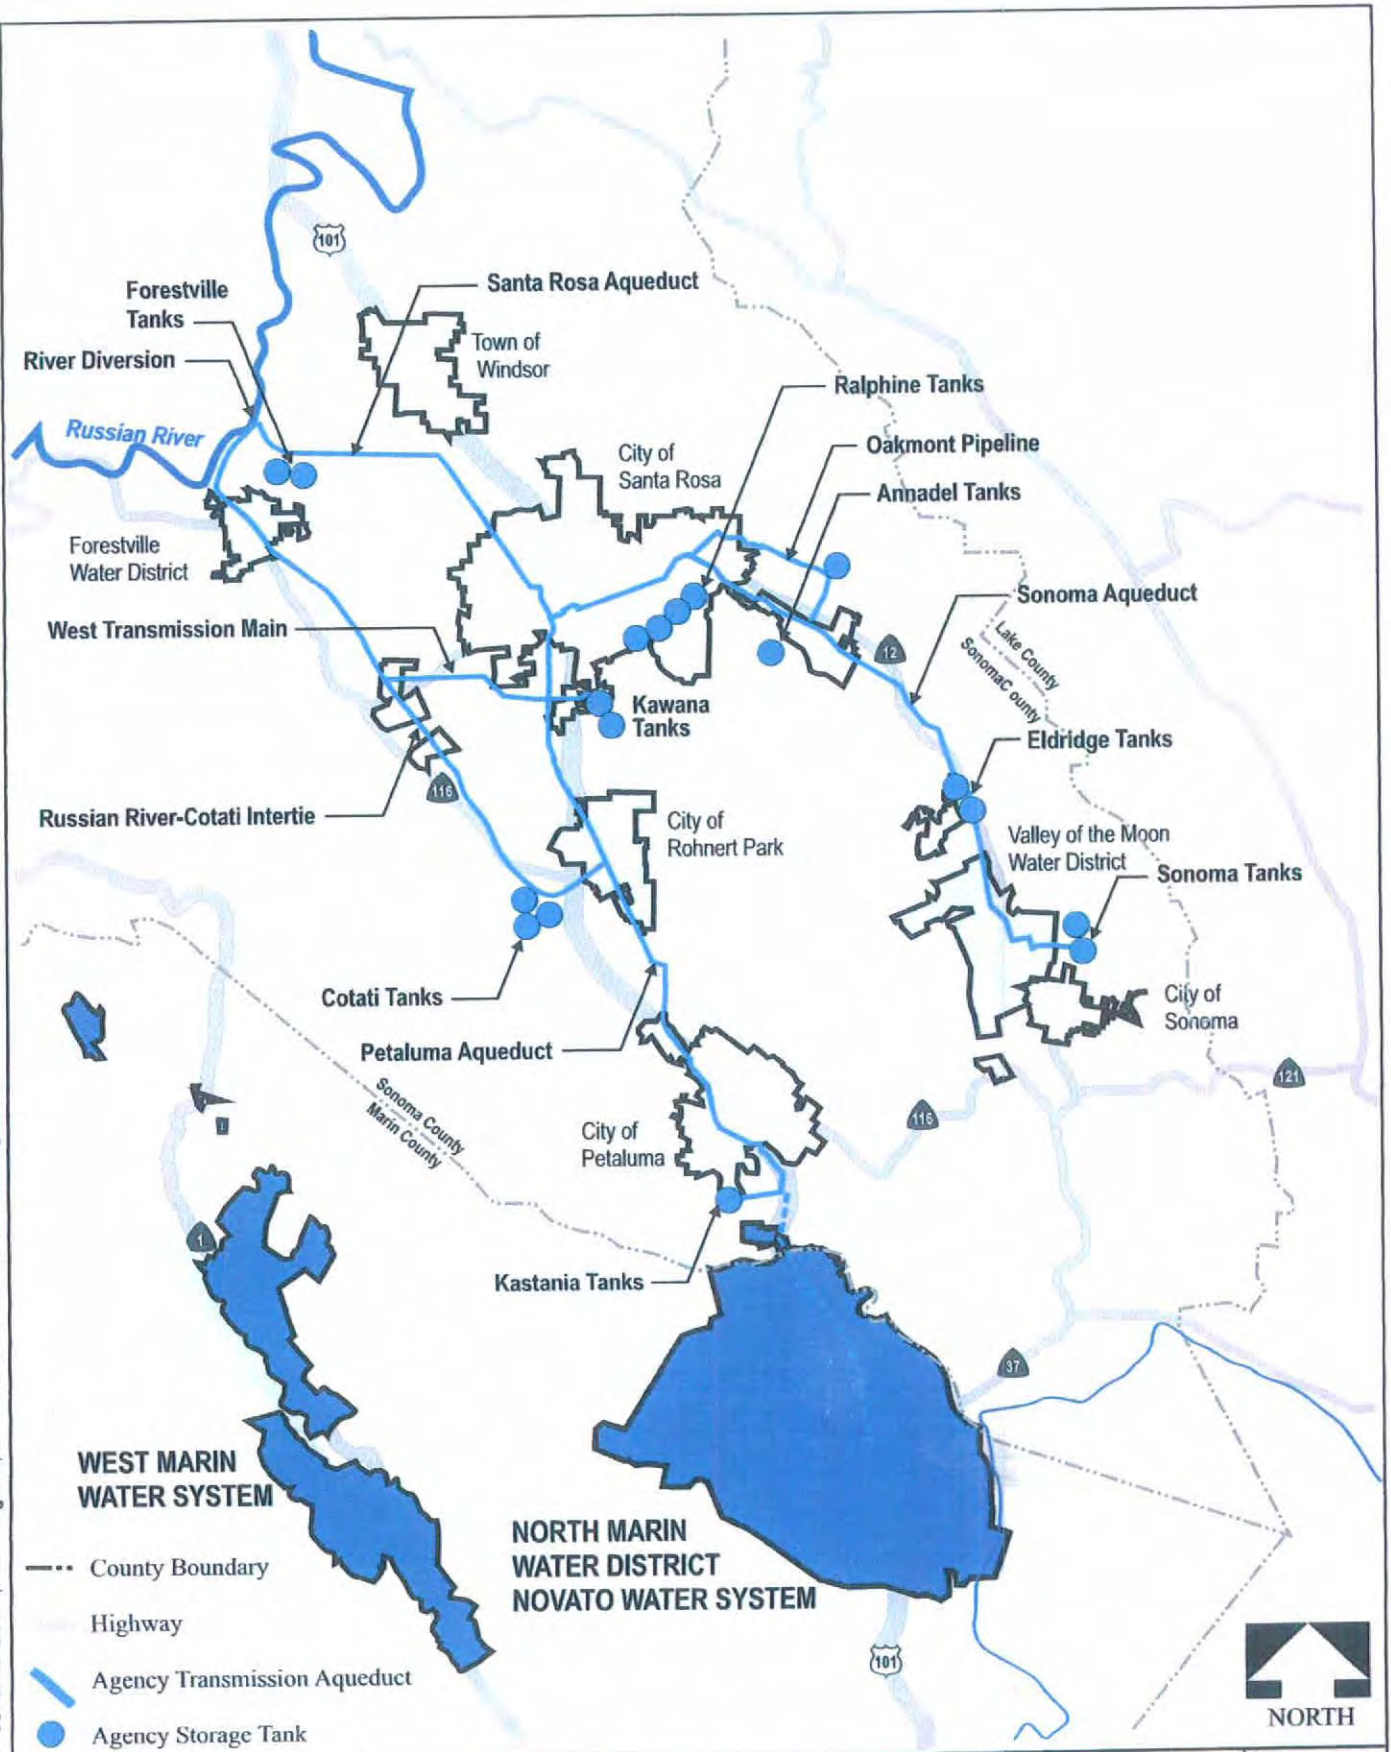 101
Santa Rosa Aqueduct
Forestville
Tanks
River Diversion
Town of
Windsor
Ralphine Tanks
Russian River
Oakmont Pipeline
City of
Santa Rosa
Annadel Tanks
Forestville
Water District
Sonoma Aqueduct
West Transmission Main
12
Lake County
SonomaC ounty
Kawana
Tanks
Eldridge Tanks
116
Russian River-Cotati Intertie
City of
Rohnert Park
Valley of the Moon
Water District
Sonoma Tanks
Cotati Tanks
City of
Sonoma
Petaluma Aqueduct
121
Sonoma County
Marin County
116
City of
Petaluma
1
Kastania Tanks
37
WEST MARIN
WATER SYSTEM
NORTH MARIN
WATER DISTRICT
NOVATO WATER SYSTEM
County Boundary
Highway
101
Agency Transmission Aqueduct
NORTH
Agency Storage Tank